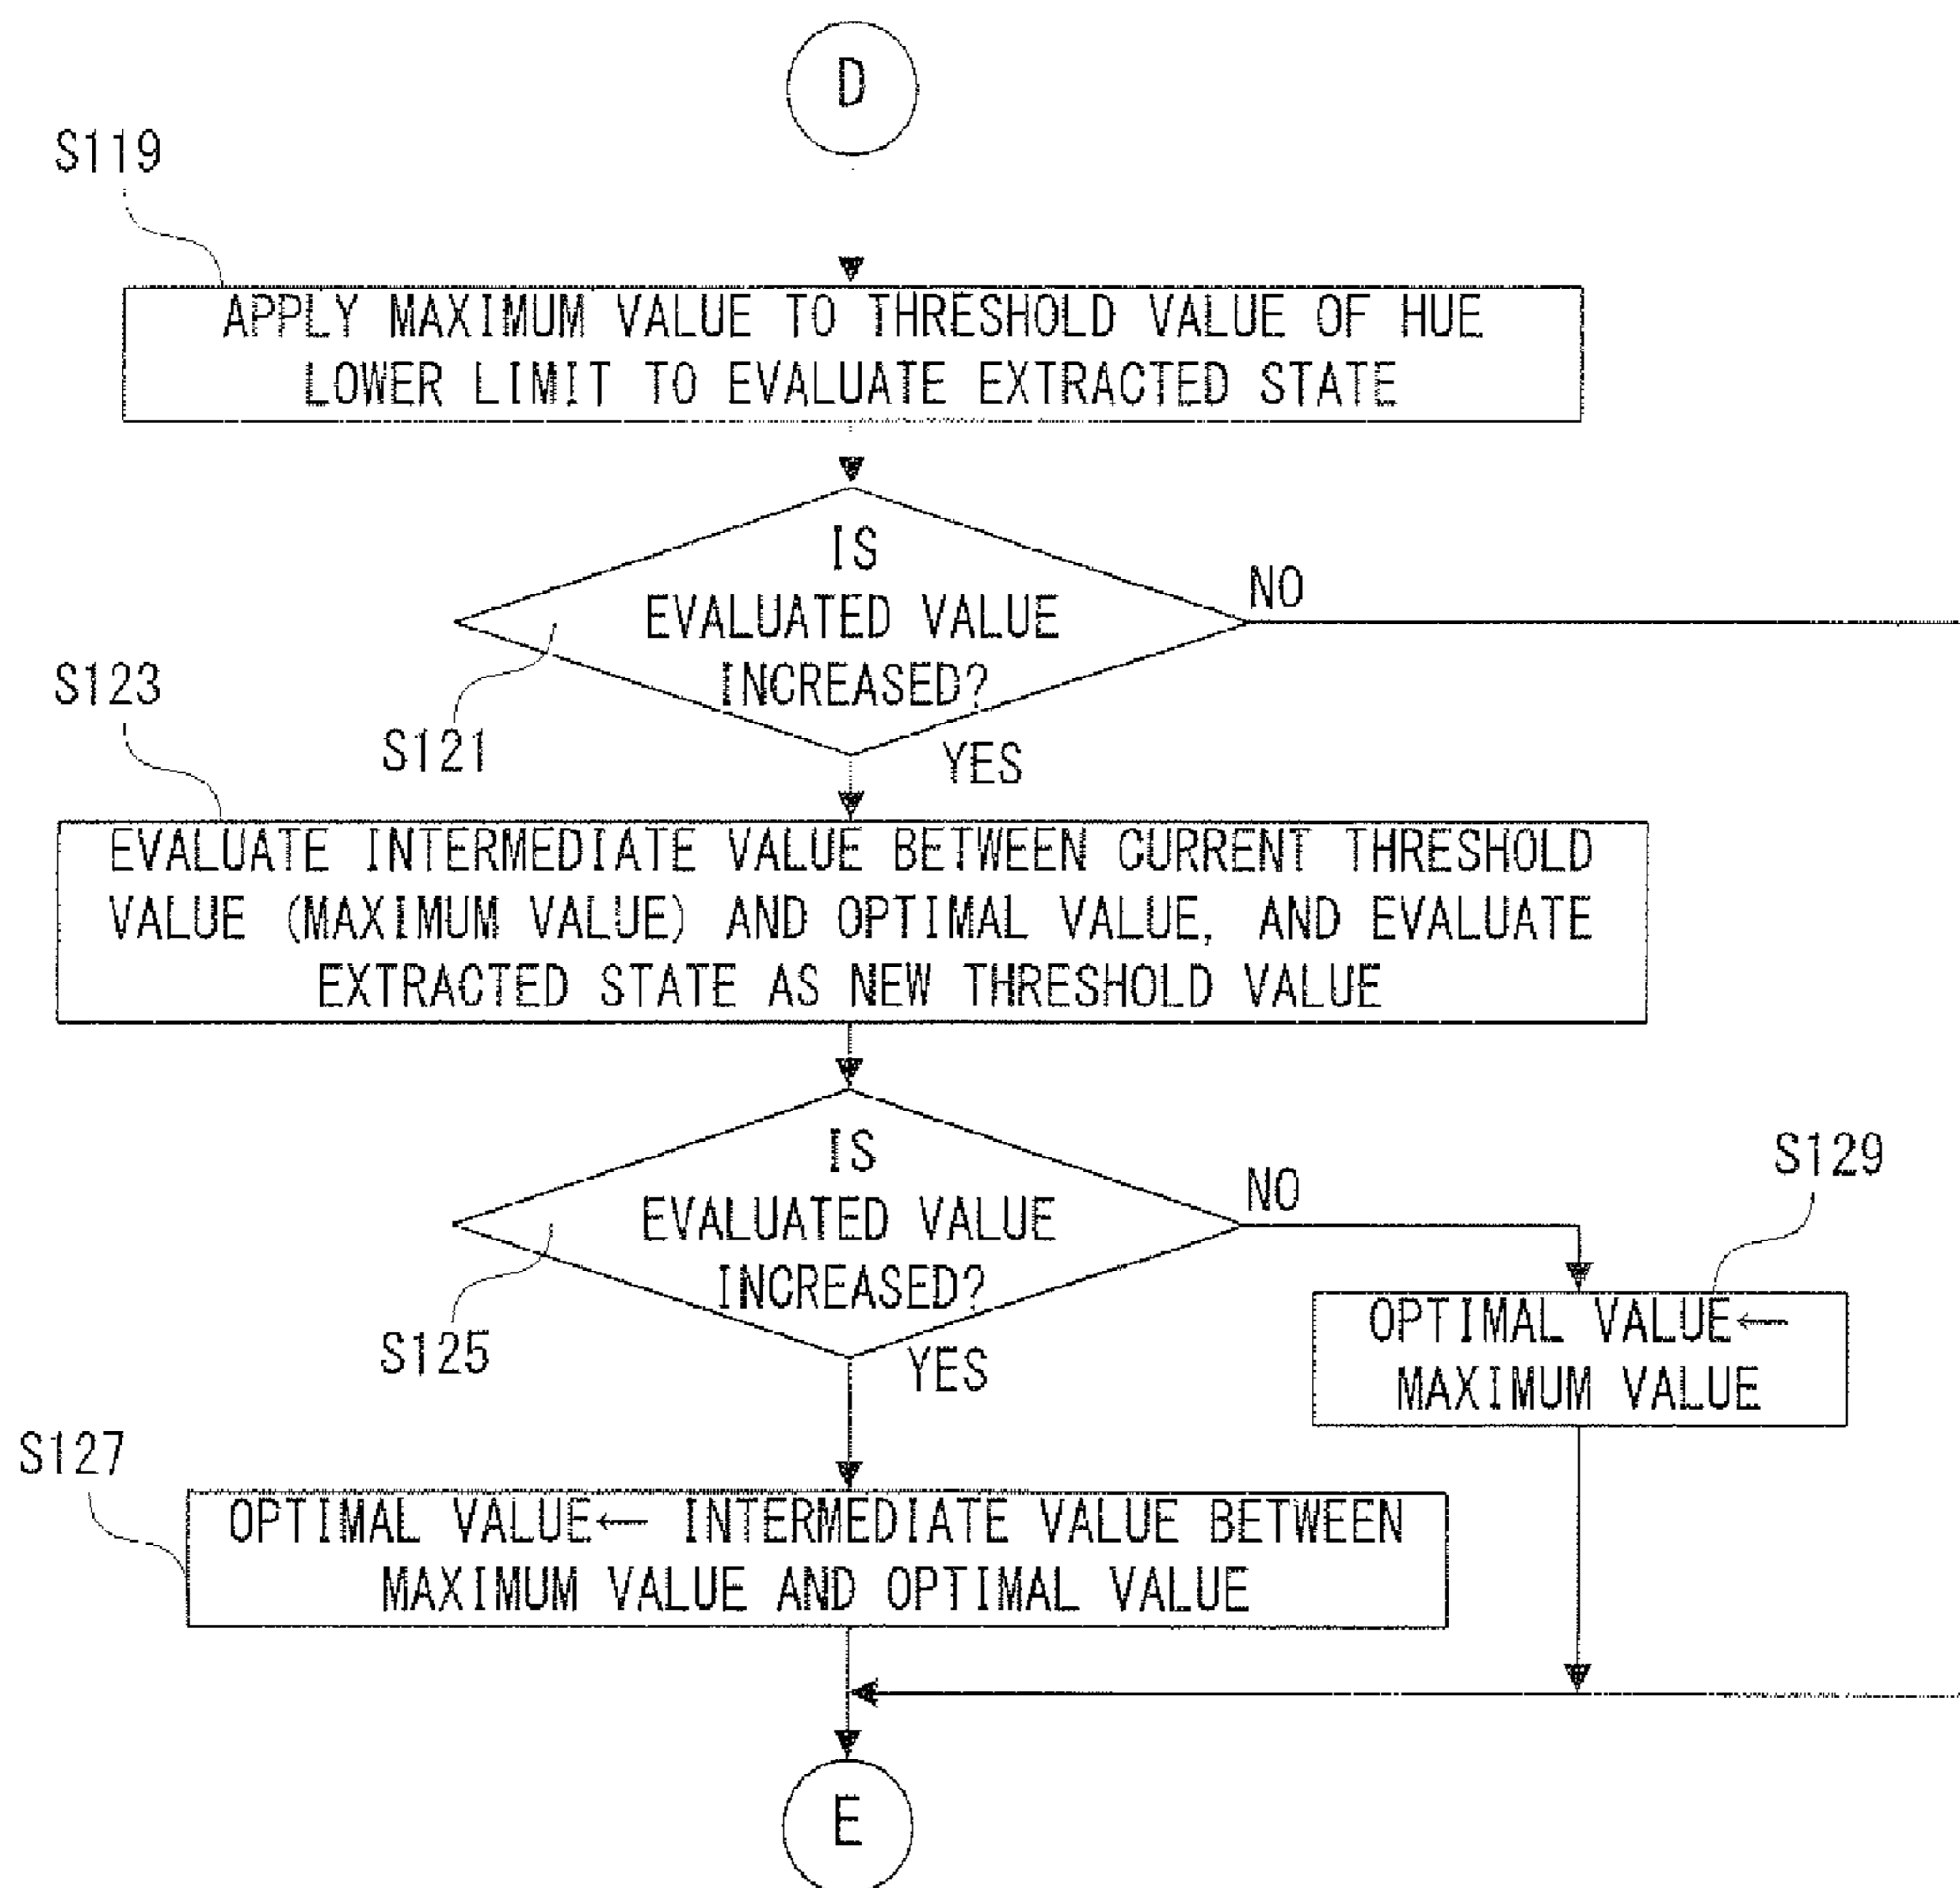 D
S119
APPLY MAXIMUM VALUE TO THRESHOLD VALUE OF HUE
LOWER LIMIT TO EVALUATE EXTRACTED STATE
IS
EVALUATED VALUE
INCREASED?
NO
S121
YES
S123
EVALUATE INTERMEDIATE VALUE BETWEEN CURRENT THRESHOLD
VALUE (MAXIMUM VALUE) AND OPTIMAL VALUE, AND EVALUATE
EXTRACTED STATE AS NEW THRESHOLD VALUE
IS
EVALUATED VALUE
INCREASED?
NO
S125
YES
S129
OPTIMAL VALUE←
MAXIMUM VALUE
S127
OPTIMAL VALUE← INTERMEDIATE VALUE BETWEEN
MAXIMUM VALUE AND OPTIMAL VALUE
E